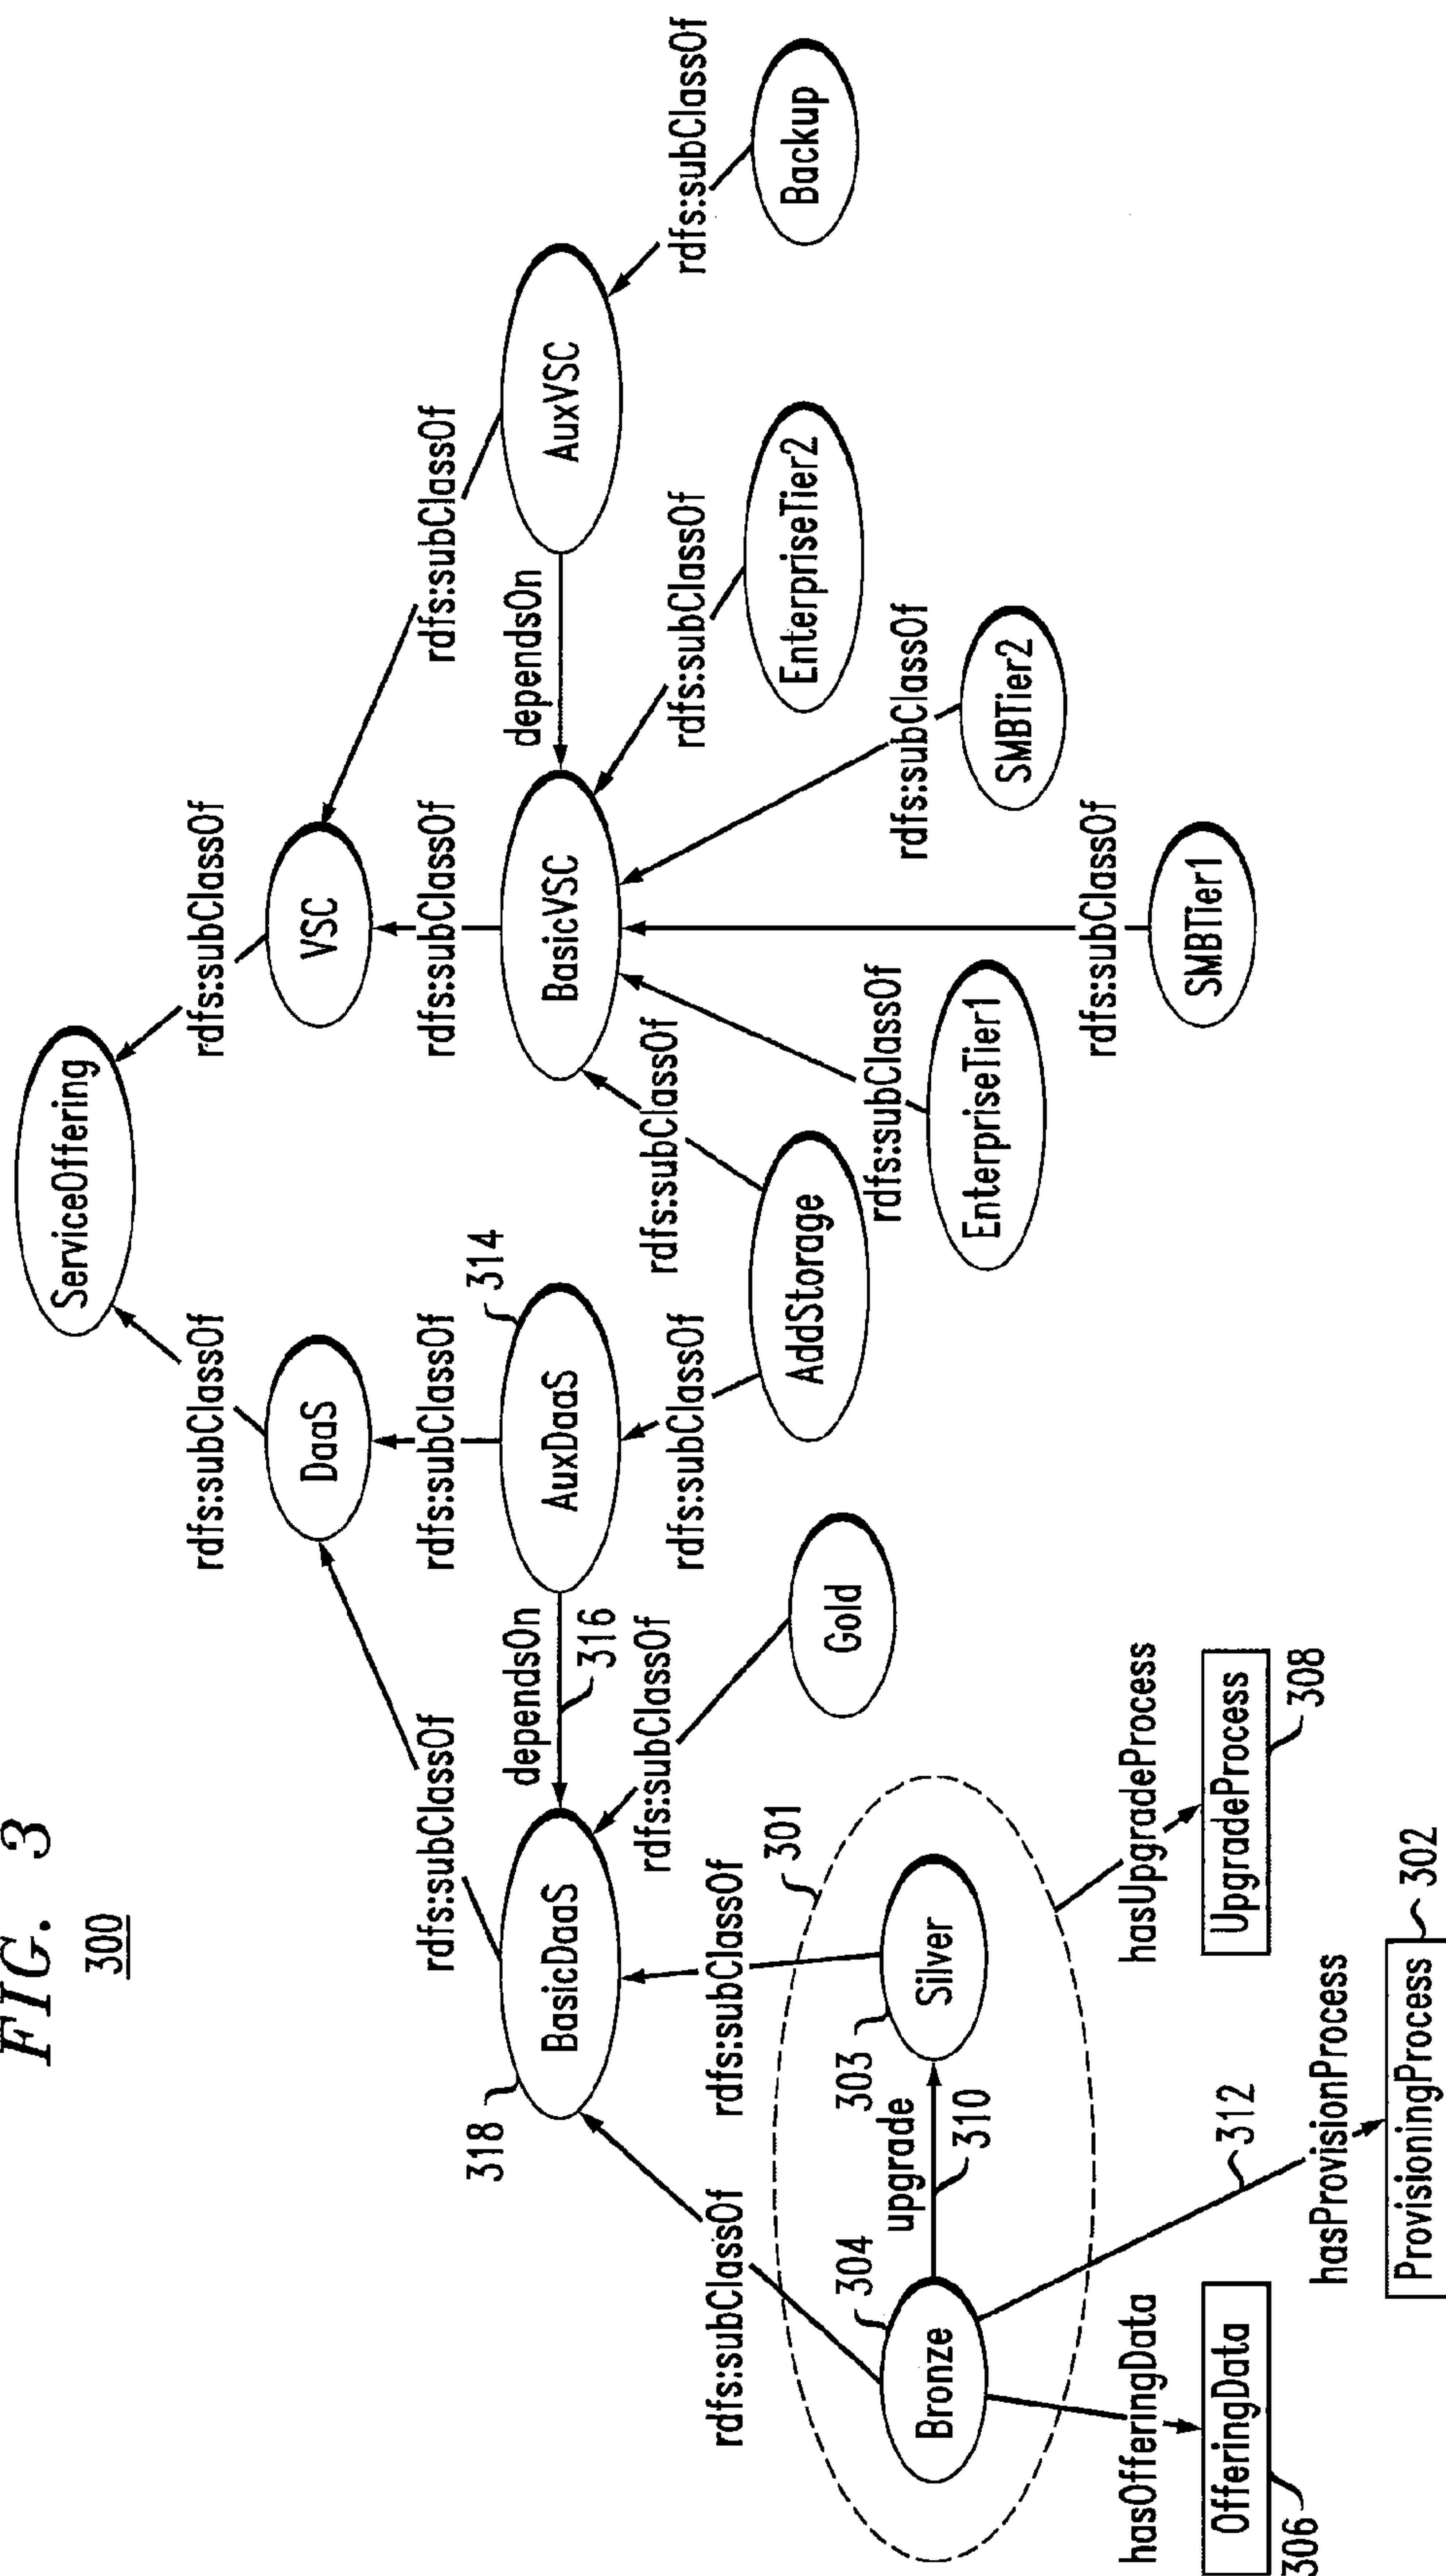 FIG. 3
300
ServiceOffering
rdfs:subClassOf
rdfs:subClassOf
DaaS
VSC
rdfs:subClassOf
rdfs:subClassOf
rdfs:subClassOf
rdfs:subClassOf
318
BasicDaaS
dependsOn
316
AuxDaaS
314
BasicVSC
dependsOn
AuxVSC
rdfs:subClassOf
rdfs:subClassOf
rdfs:subClassOf
rdfs:subClassOf
rdfs:subClassOf
rdfs:subClassOf
rdfs:subClassOf
301
Gold
AddStorage
EnterpriseTier2
Backup
rdfs:subClassOf
rdfs:subClassOf
304
upgrade
303
Bronze
310
Silver
EnterpriseTier1
SMBTier2
rdfs:subClassOf
hasOfferingData
312
hasUpgradeProcess
OfferingData
UpgradeProcess
SMBTier1
306
308
hasProvisionProcess
ProvisioningProcess
302